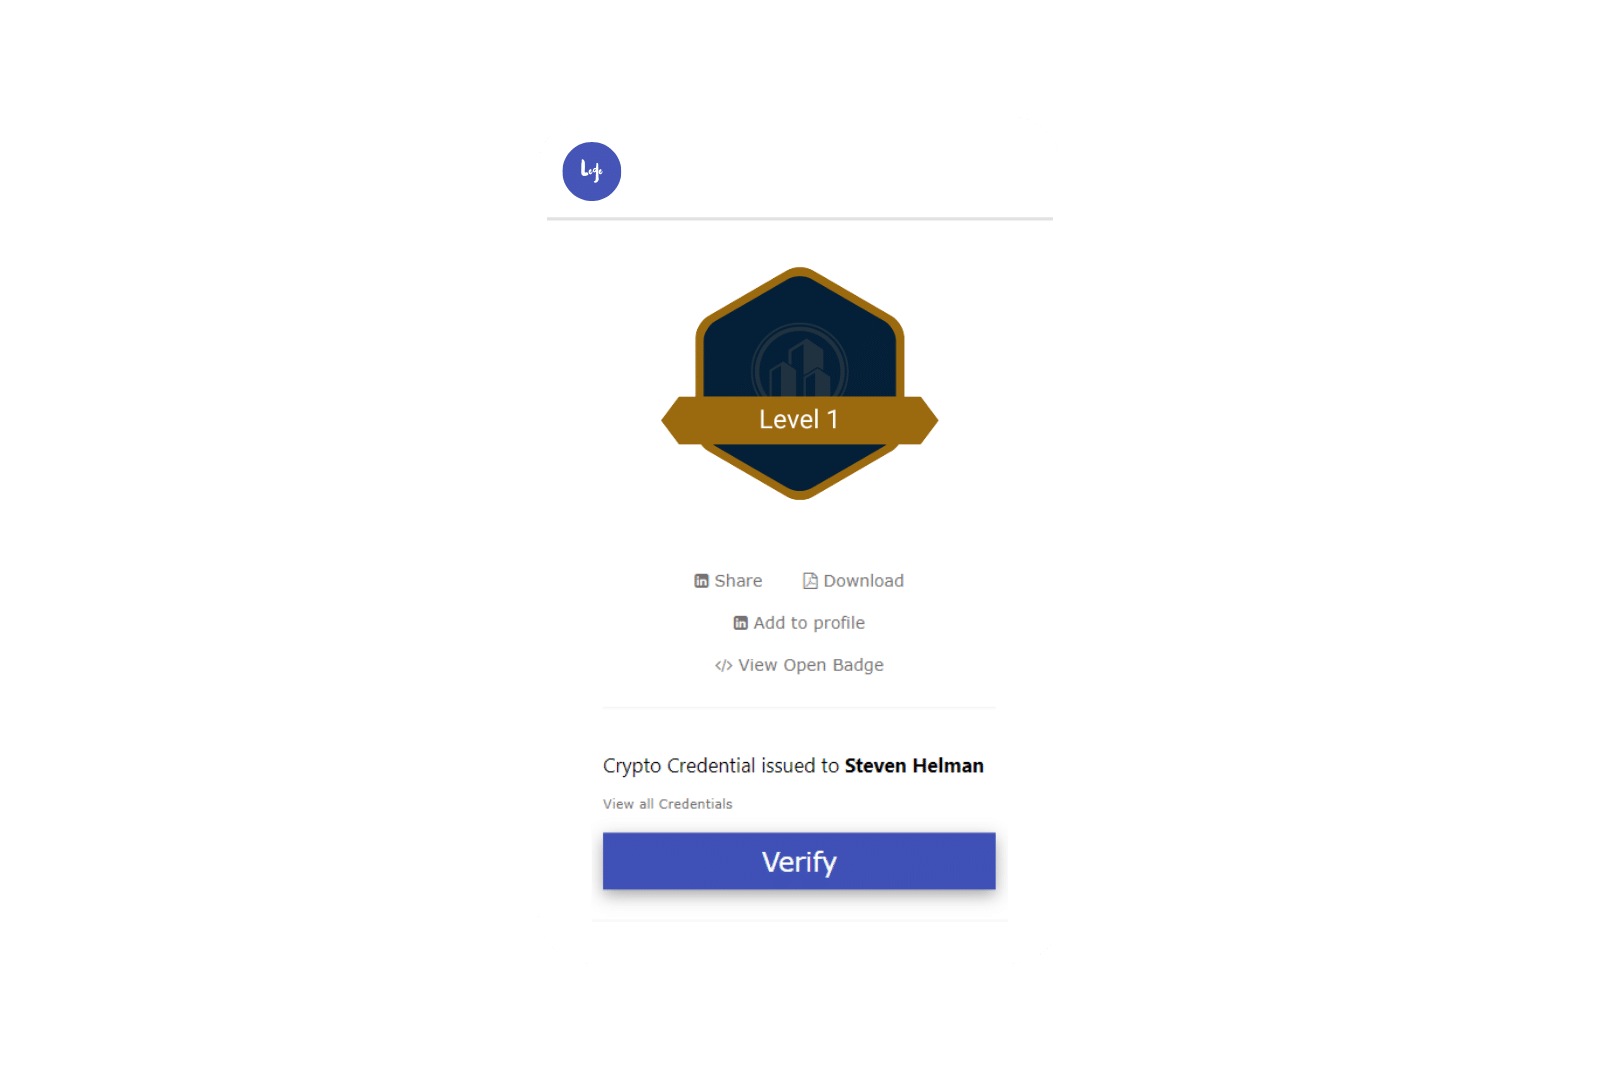 Logo
Level 1
Share Download
Add to profile
</> View Open Badge
Crypto Credential issued to Steven Helman
View all Credentials
Verify